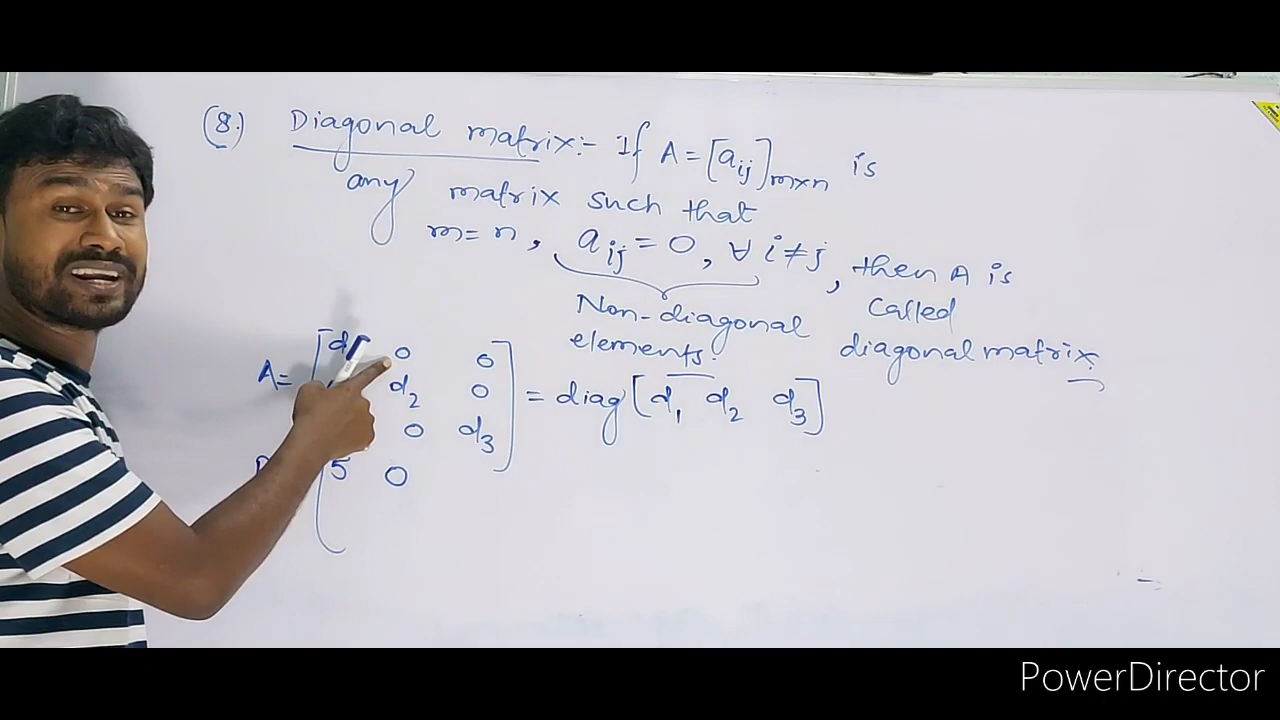 (8.) Diagonal matrix:- If A = [aij]m×n is
any matrix such that
m = n, aij = 0, ∀ i ≠ j, then A is
called
diagonal matrix.
Non-diagonal
elements.
A = [ d 0 0
d2 0
0 d3 ] = diag [d1 d2 d3]
5 0
PowerDirector